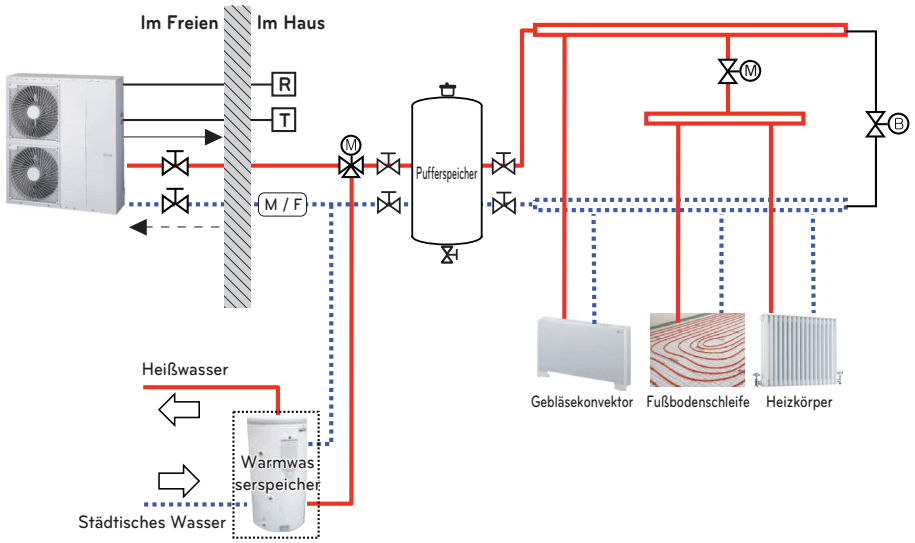 Im Freien
Im Haus
R
T
M
M
B
Pufferspeicher
M / F
Heißwasser
Warmwas
serspeicher
Städtisches Wasser
Gebläsekonvektor
Fußbodenschleife
Heizkörper